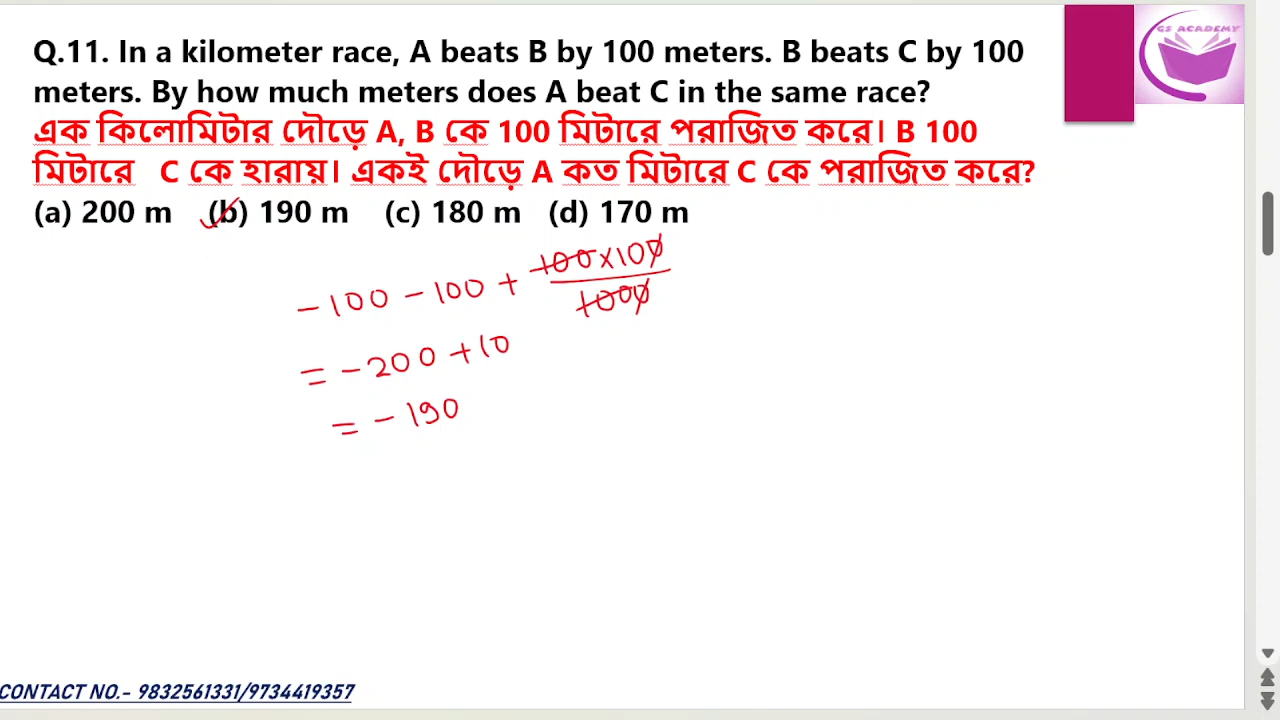 Q.11. In a kilometer race, A beats B by 100 meters. B beats C by 100
meters. By how much meters does A beat C in the same race?
এক কিলোমিটার দৌড়ে A, B কে 100 মিটারে পরাজিত করে। B 100
মিটারে C কে হারায়। একই দৌড়ে A কত মিটারে C কে পরাজিত করে?
(a) 200 m (b) 190 m (c) 180 m (d) 170 m
100×100
-100-100+
1000
= -200+10
= -190
GS ACADEMY
CONTACT NO.- 9832561331/9734419357